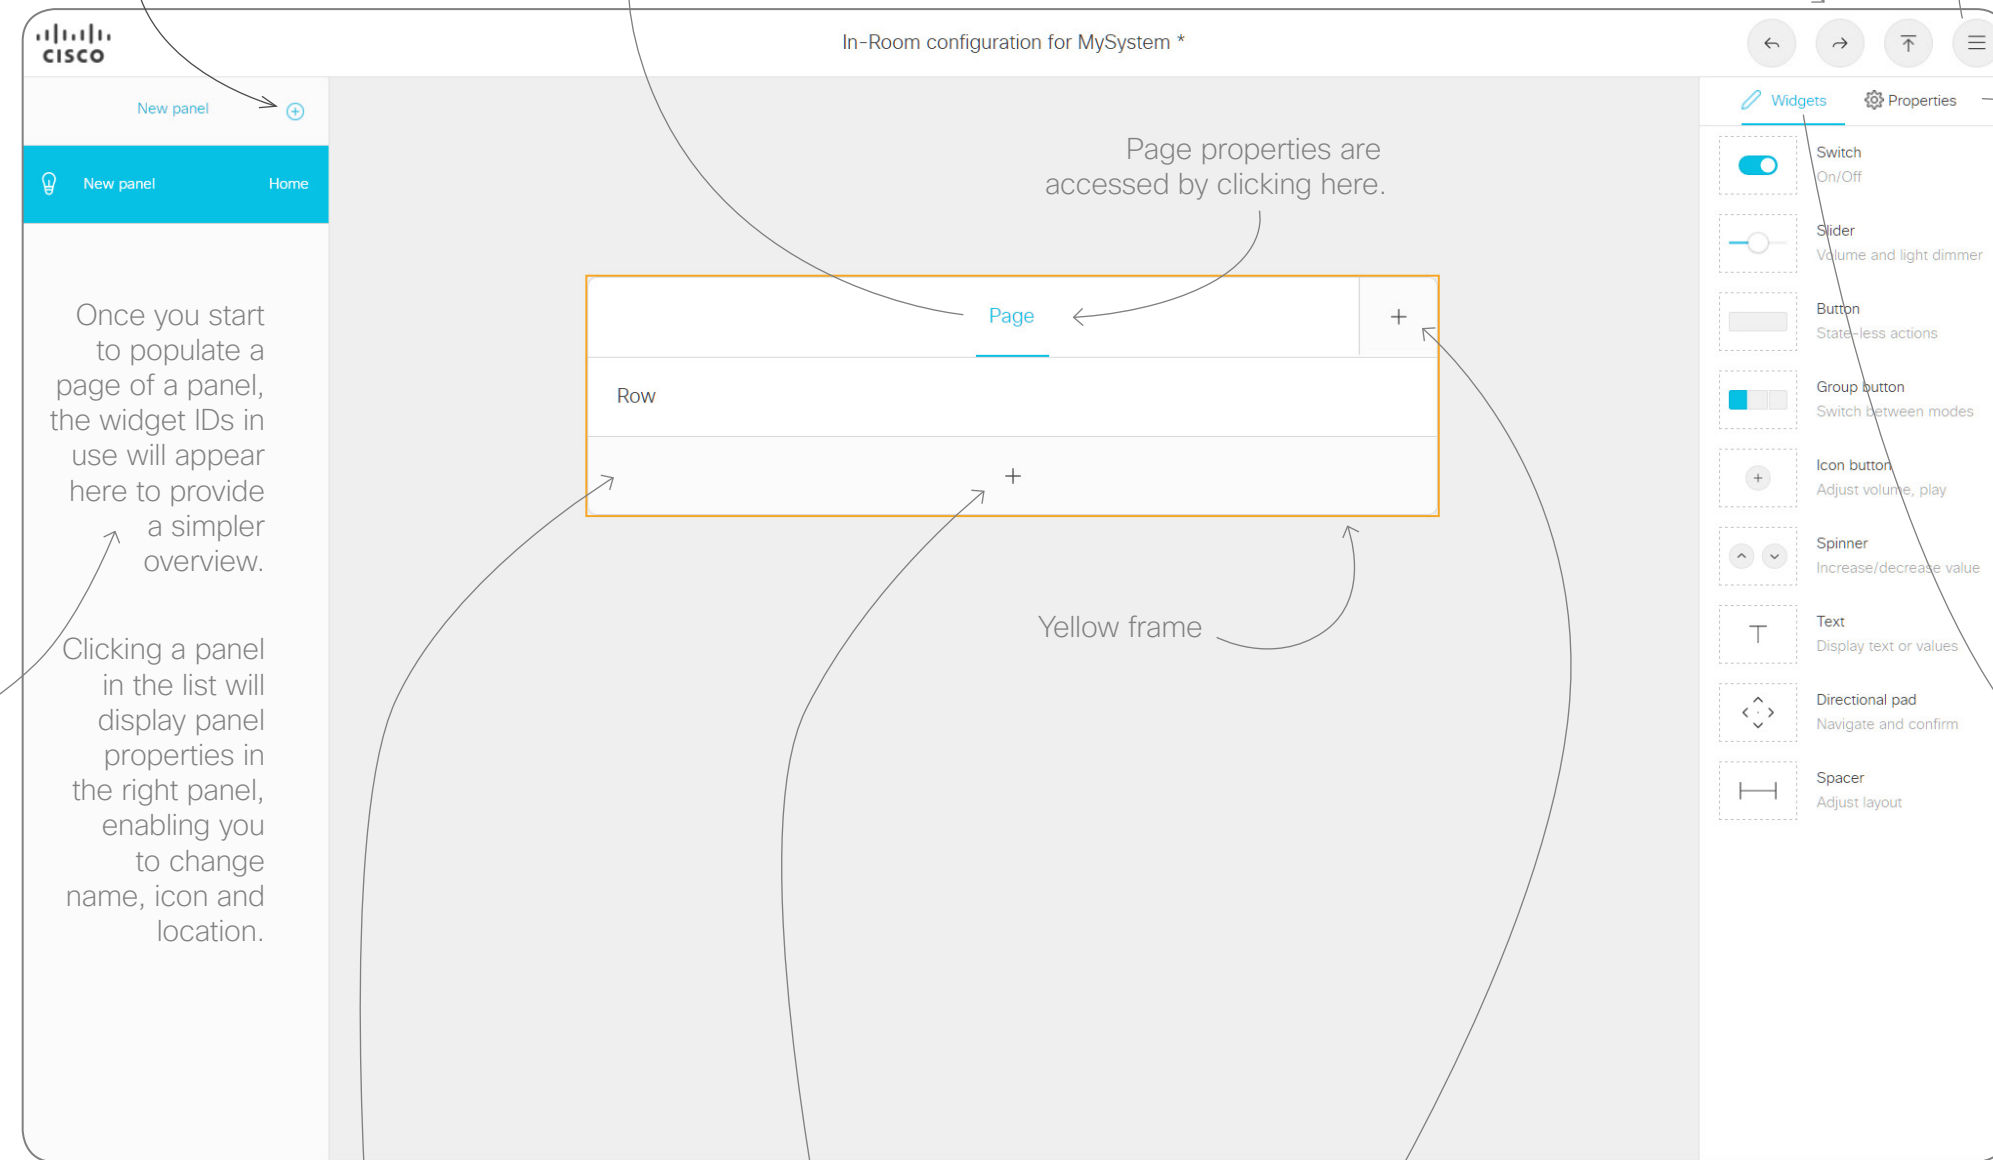 CISCO
In-Room configuration for MySystem *
New panel
New panel
Home
Once you start
to populate a
page of a panel,
the widget IDs in
use will appear
here to provide
a simpler
overview.
Clicking a panel
in the list will
display panel
properties in
the right panel,
enabling you
to change
name, icon and
location.
Page properties are
accessed by clicking here.
Page
+
Row
+
Yellow frame
Widgets
Properties
Switch
On/Off
Slider
Volume and light dimmer
Button
State-less actions
Group button
Switch between modes
Icon button
Adjust volume, play
Spinner
Increase/decrease value
Text
Display text or values
Directional pad
Navigate and confirm
Spacer
Adjust layout